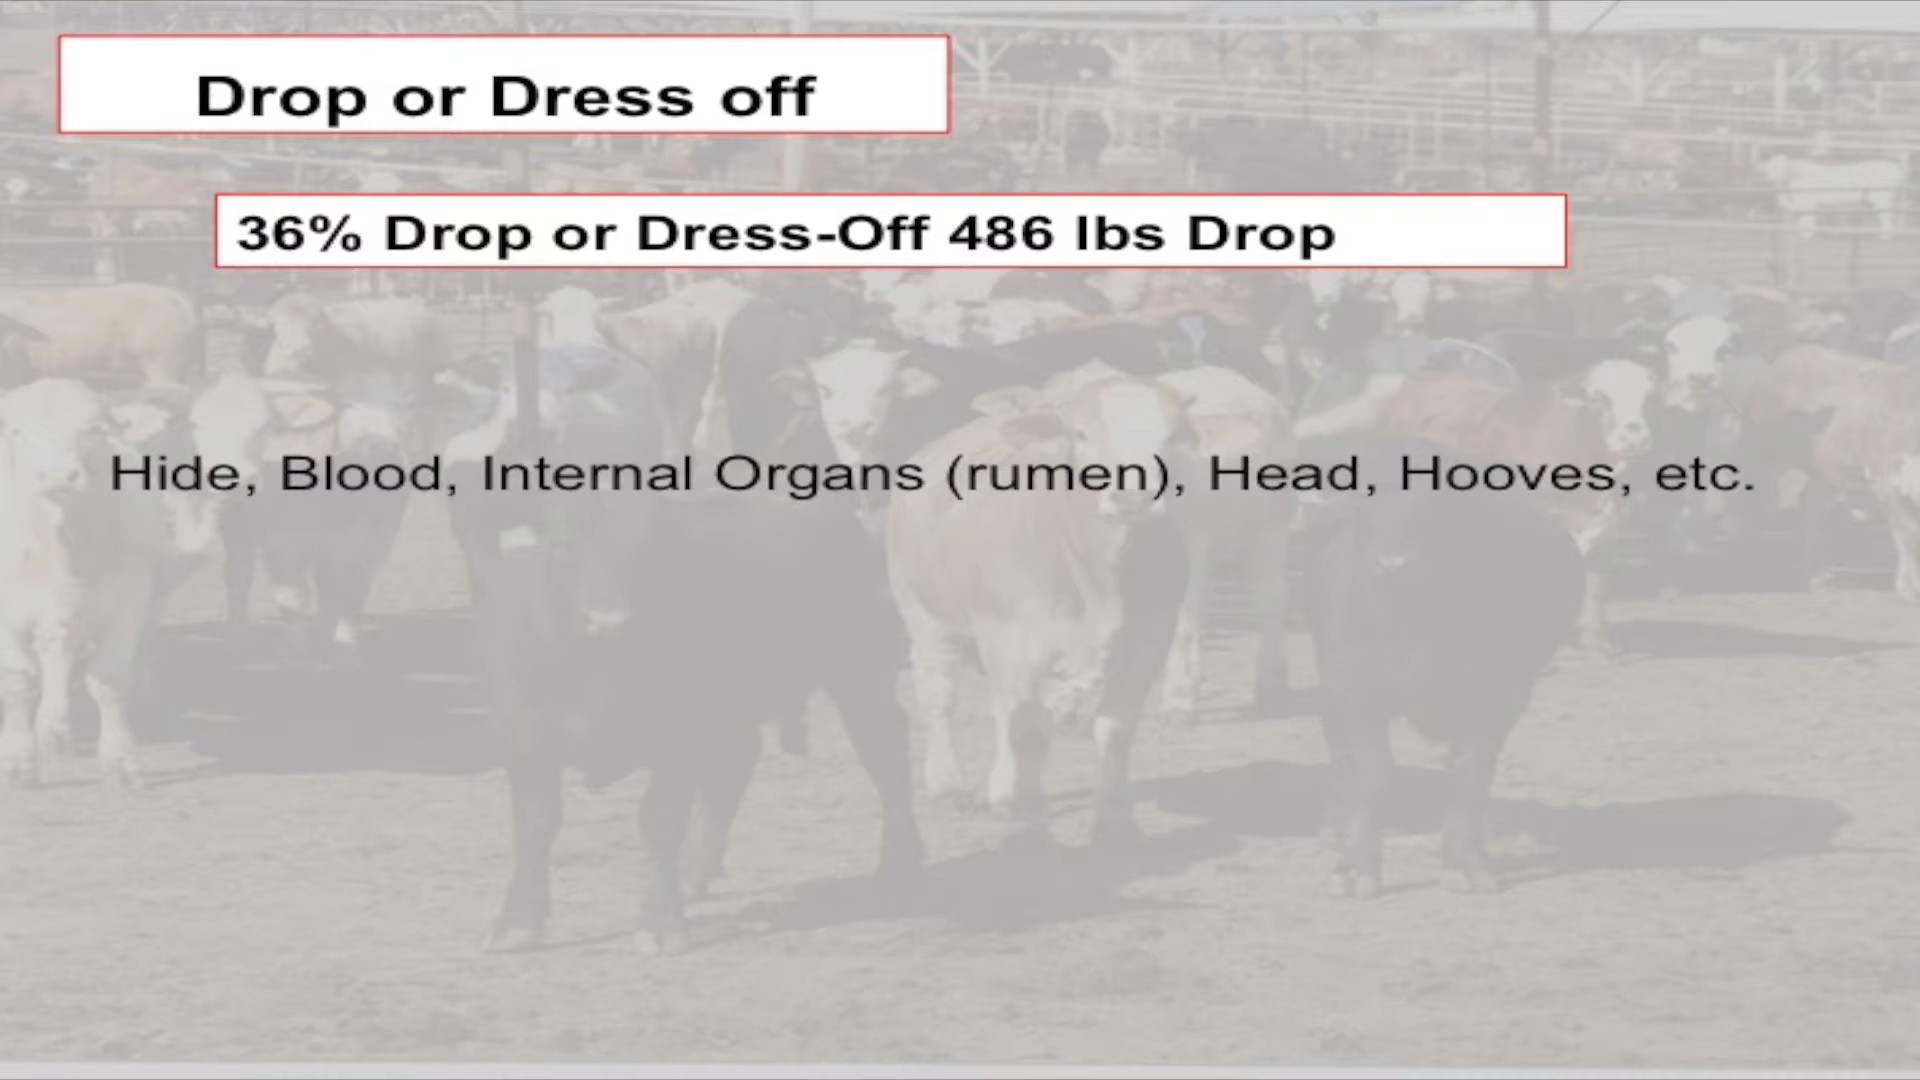 Drop or Dress off
36% Drop or Dress-Off 486 lbs Drop
Hide, Blood, Internal Organs (rumen), Head, Hooves, etc.